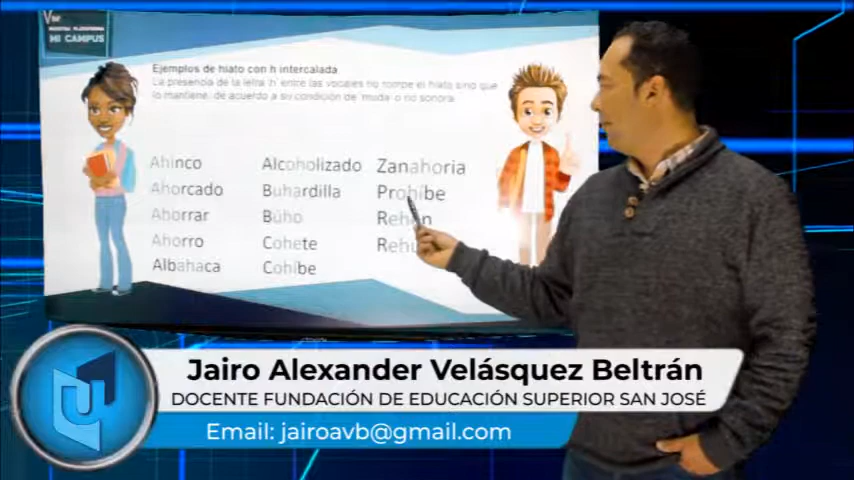 MI CAMPUS
Ejemplos de hiato con h intercalada
La presencia de la letra 'h' entre las vocales no rompe el hiato sino que
lo mantiene, de acuerdo a su condición de 'muda' o no sonora.
Ahinco
Ahorcado
Ahorrar
Ahorro
Albahaca
Alcoholizado
Buhardilla
Búho
Cohete
Cohíbe
Zanahoria
Prohíbe
Jairo Alexander Velásquez Beltrán
DOCENTE FUNDACIÓN DE EDUCACIÓN SUPERIOR SAN JOSÉ
Email: jairoavb@gmail.com